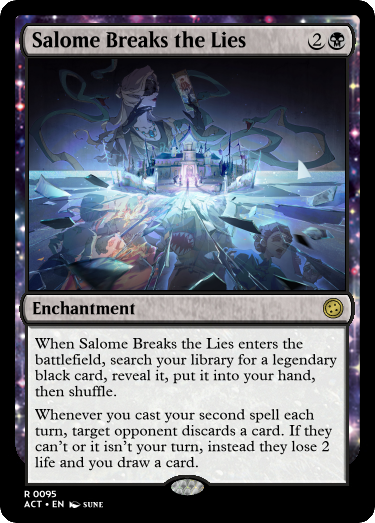 Salome Breaks the Lies 2
Enchantment
When Salome Breaks the Lies enters the
battlefield, search your library for a legendary
black card, reveal it, put it into your hand,
then shuffle.
Whenever you cast your second spell each
turn, target opponent discards a card. If they
can't or it isn't your turn, instead they lose 2
life and you draw a card.
R 0095
ACT • EN SUNE